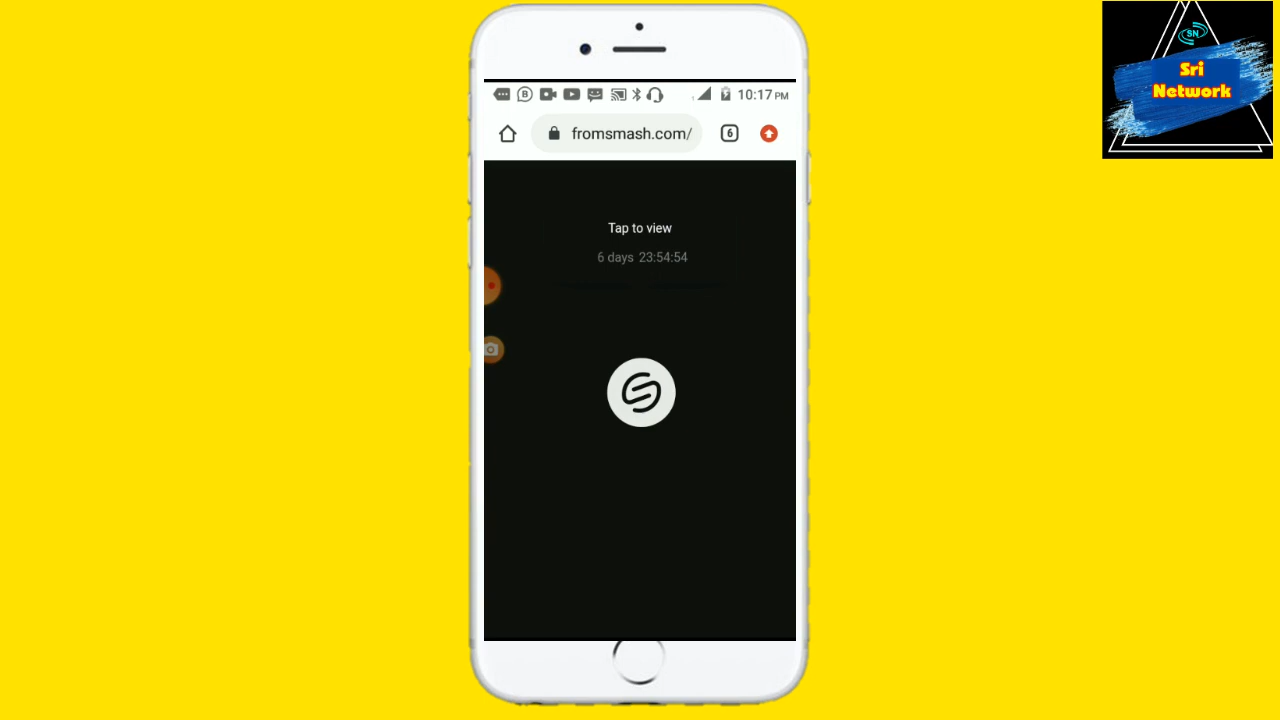 SN
Sri
Network
10:17 PM
fromsmash.com/
6
Tap to view
6 days 23:54:54
B